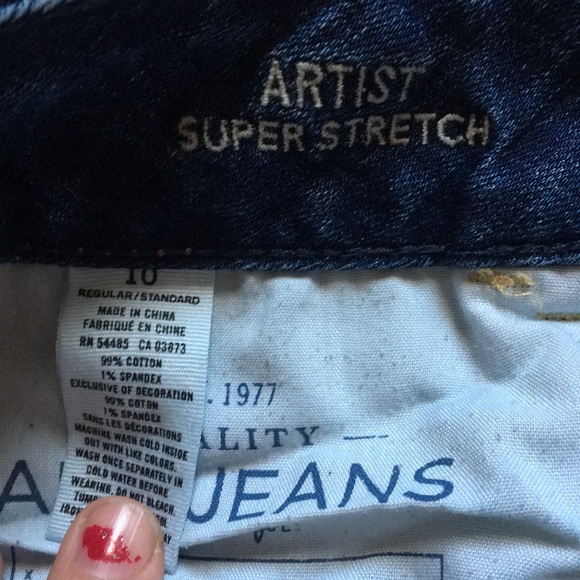 ARTIST
SUPER STRETCH
10
REGULAR/STANDARD
MADE IN CHINA
FABRIQUÉ EN CHINE
RN 54485 CA 03873
99% COTTON
1% SPANDEX
EXCLUSIVE OF DECORATION
99% COTON
1% SPANDEX
SANS LES DÉCORATIONS
MACHINE WASH COLD INSIDE
OUT WITH LIKE COLORS.
WASH ONCE SEPARATELY IN
COLD WATER BEFORE
WEARING. DO NOT BLEACH.
. 1977
ALITY
JEANS